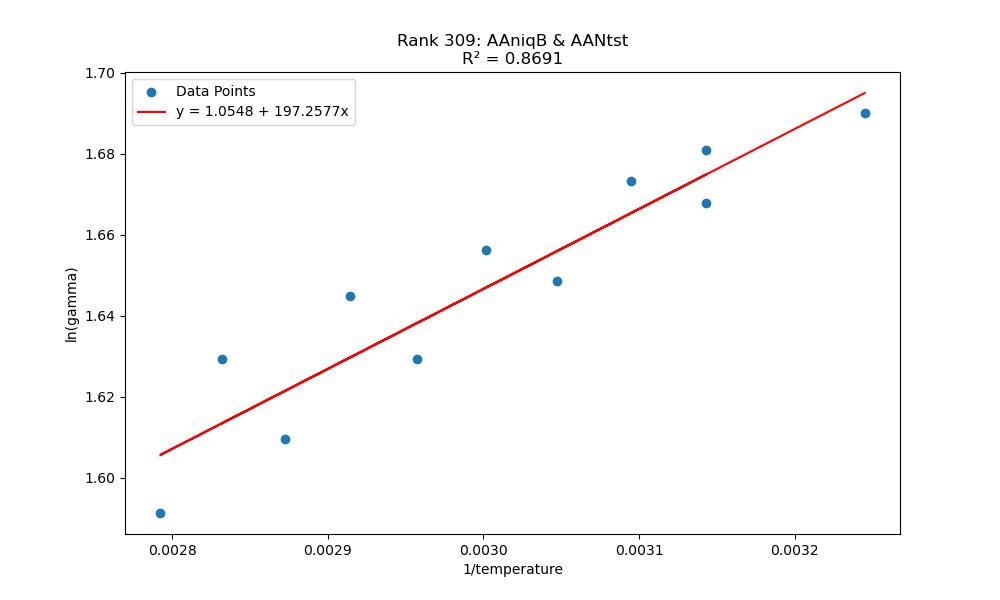 Rank 309: AAniqB & AANtst
R² = 0.8691
Data Points
y = 1.0548 + 197.2577x
1.70
1.68
1.66
1.64
1.62
1.60
ln(gamma)
0.0028
0.0029
0.0030
0.0031
0.0032
1/temperature